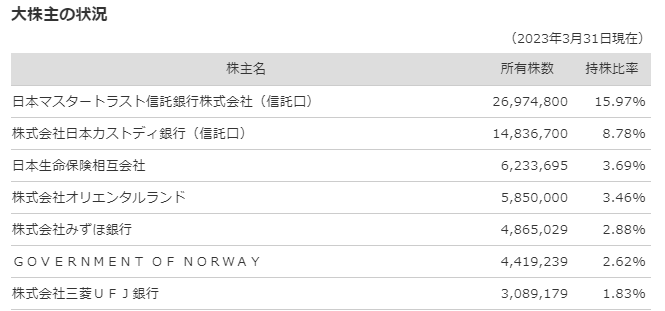 大株主の状況
（2023年3月31日現在）
株主名 所有株数 持株比率
日本マスタートラスト信託銀行株式会社（信託口） 26,974,800 15.97%
株式会社日本カストディ銀行（信託口） 14,836,700 8.78%
日本生命保険相互会社 6,233,695 3.69%
株式会社オリエンタルランド 5,850,000 3.46%
株式会社みずほ銀行 4,865,029 2.88%
ＧＯＶＥＲＮＭＥＮＴ ＯＦ ＮＯＲＷＡＹ 4,419,239 2.62%
株式会社三菱ＵＦＪ銀行 3,089,179 1.83%